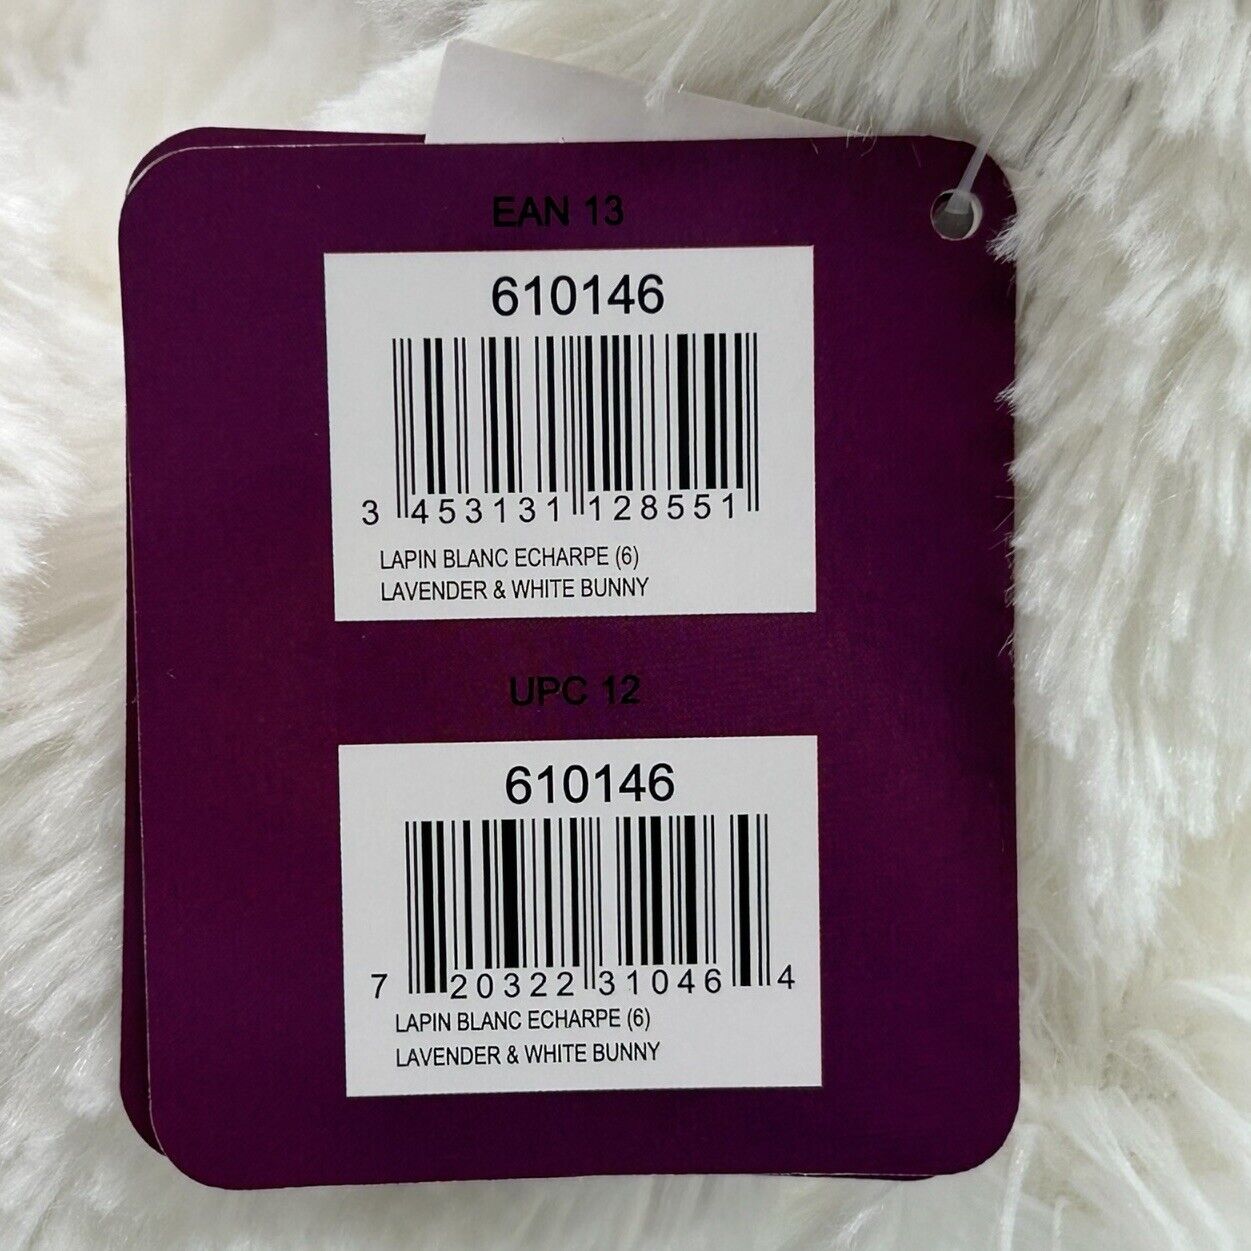 EAN 13
610146
3 453131 128551
LAPIN BLANC ECHARPE (6)
LAVENDER & WHITE BUNNY
UPC 12
610146
7 20322 31046 4
LAPIN BLANC ECHARPE (6)
LAVENDER & WHITE BUNNY